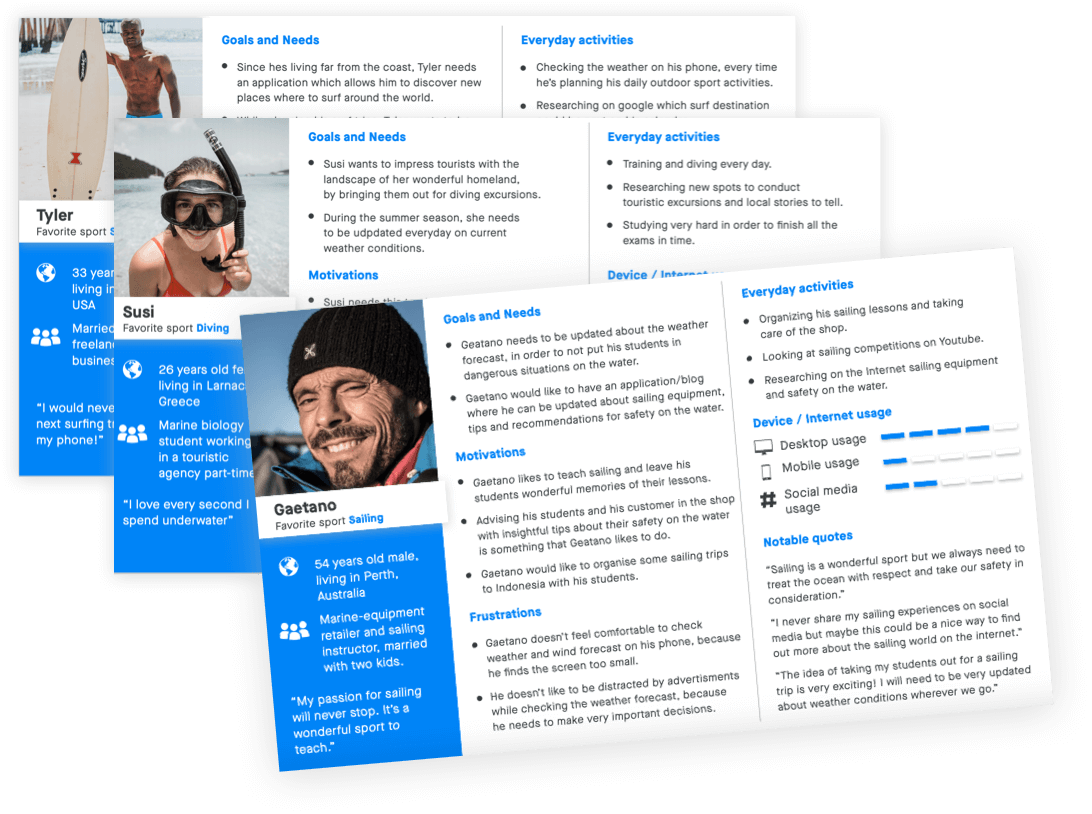 Goals and Needs
Since hes living far from the coast, Tyler needs
an application which allows him to discover new
places where to surf around the world.
Everyday activities
Checking the weather on his phone, every time
he's planning his daily outdoor sport activities.
Researching on google which surf destination
Tyler
Favorite sport
33
living in
USA
Married
business
“I would never
next surfing
my phone!”
Goals and Needs
Susi wants to impress tourists with the
landscape of her wonderful homeland,
by bringing them out for diving excursions.
During the summer season, she needs
to be udpdated everyday on current
weather conditions.
Motivations
Susi needs
Everyday activities
Training and diving every day.
Researching new spots to conduct
touristic excursions and local stories to tell.
Studying very hard in order to finish all the
exams in time.
Device / Internet
Susi
Favorite sport Diving
26 years old
living in
Greece
Marine biology
student working
in a touristic
agency part-time
“I love every second I
spend underwater”
Gaetano
Favorite sport Sailing
54 years old male,
living in Perth,
Australia
Marine-equipment
retailer and sailing
instructor, married
with two kids.
“My passion for sailing
will never stop. It's a
wonderful sport to
teach.”
Goals and Needs
Geatano needs to be updated about the weather
forecast, in order to not put his students in
dangerous situations on the water.
Geatano would like to have an application/blog
where he can be updated about sailing equipment,
tips and recommendations for safety on the water.
Motivations
Gaetano likes to teach sailing and leave his
students wonderful memories of their lessons.
Advising his students and his customer in the shop
with insightful tips about their safety on the water
is something that Geatano likes to do.
Gaetano would like to organise some sailing trips
to Indonesia with his students.
Frustrations
Gaetano doesn't feel comfortable to check
weather and wind forecast on his phone, because
he finds the screen too small.
He doesn't like to be distracted by advertisments
while checking the weather forecast, because
he needs to make very important decisions.
Everyday activities
Organizing his sailing lessons and taking
care of the shop.
Looking at sailing competitions on Youtube.
Researching on the Internet sailing equipment
and safety on the water.
Device / Internet usage
Desktop usage
Mobile usage
Social media
usage
Notable quotes
“Sailing is a wonderful sport but we always need to
treat the ocean with respect and take our safety in
consideration.”
“I never share my sailing experiences on social
media but maybe this could be a nice way to find
out more about the sailing world on the internet.”
“The idea of taking my students out for a sailing
trip is very exciting! I will need to be very updated
about weather conditions wherever we go.”